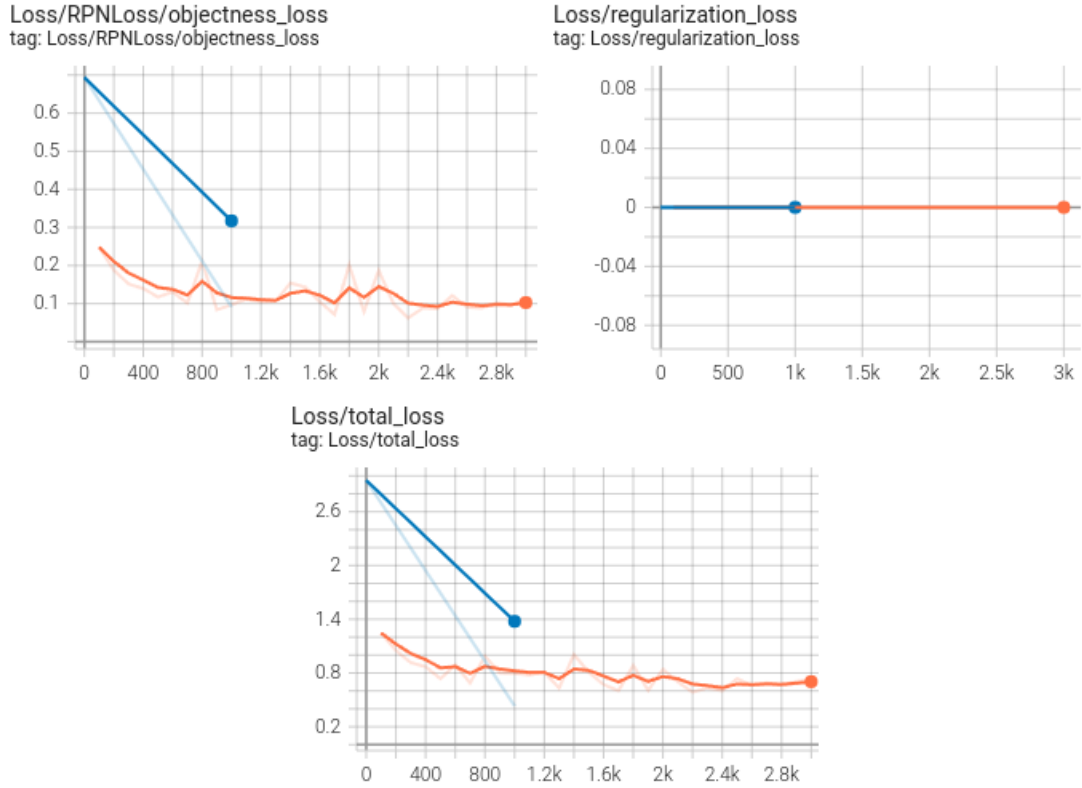 Loss/RPNLoss/objectness_loss
tag: Loss/RPNLoss/objectness_loss
0.6
0.5
0.4
0.3
0.2
0.1
0 400 800 1.2k 1.6k 2k 2.4k 2.8k
Loss/regularization_loss
tag: Loss/regularization_loss
0.08
0.04
0
-0.04
-0.08
0 500 1k 1.5k 2k 2.5k 3k
Loss/total_loss
tag: Loss/total_loss
2.6
2
1.4
0.8
0.2
0 400 800 1.2k 1.6k 2k 2.4k 2.8k